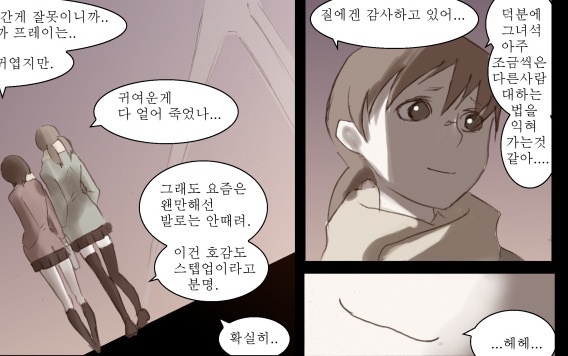 간게 잘못이니까..
프레이는..
귀엽지만.
귀여운게
다 얼어 죽었나...
그래도 요즘은
왠만해선
발로는 안때려.
이건 호감도
스텝업이라고
분명.
확실히..
질에겐 감사하고 있어...
덕분에
그녀석
아주
조금씩은
다른사람
대하는
법을
익혀
가는것
같아....
...헤헤...